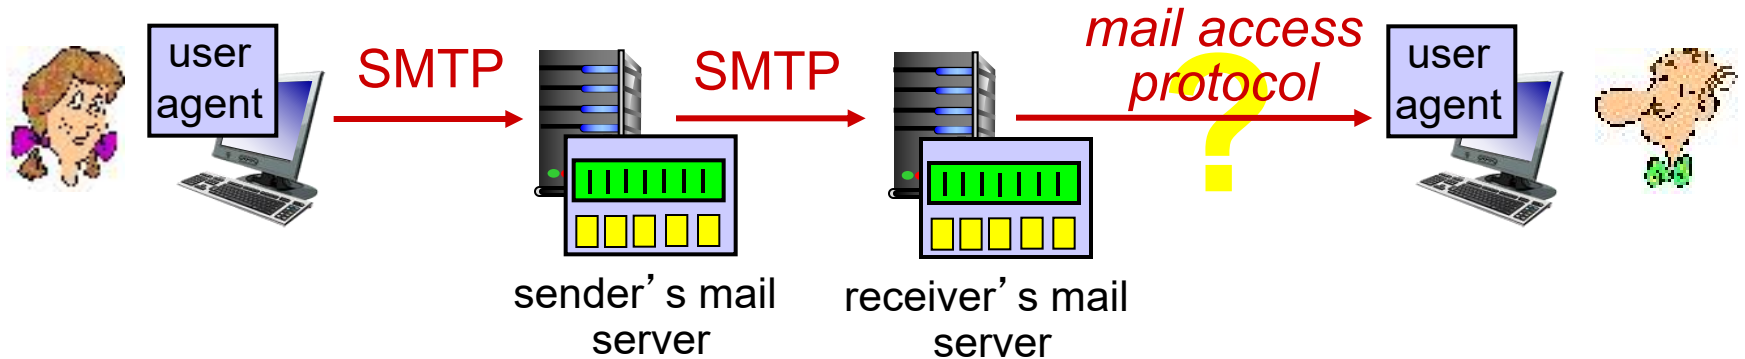 user
agent
SMTP
SMTP
mail access
protocol
?
user
agent
sender’s mail
server
receiver’s mail
server